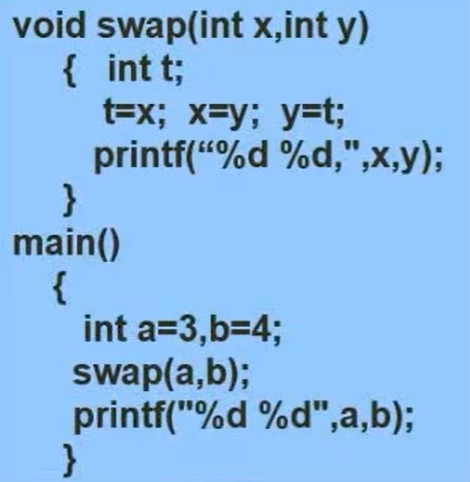 void swap(int x,int y)
{ int t;
t=x; x=y; y=t;
printf(“%d %d,",x,y);
}
main()
{
int a=3,b=4;
swap(a,b);
printf("%d %d",a,b);
}